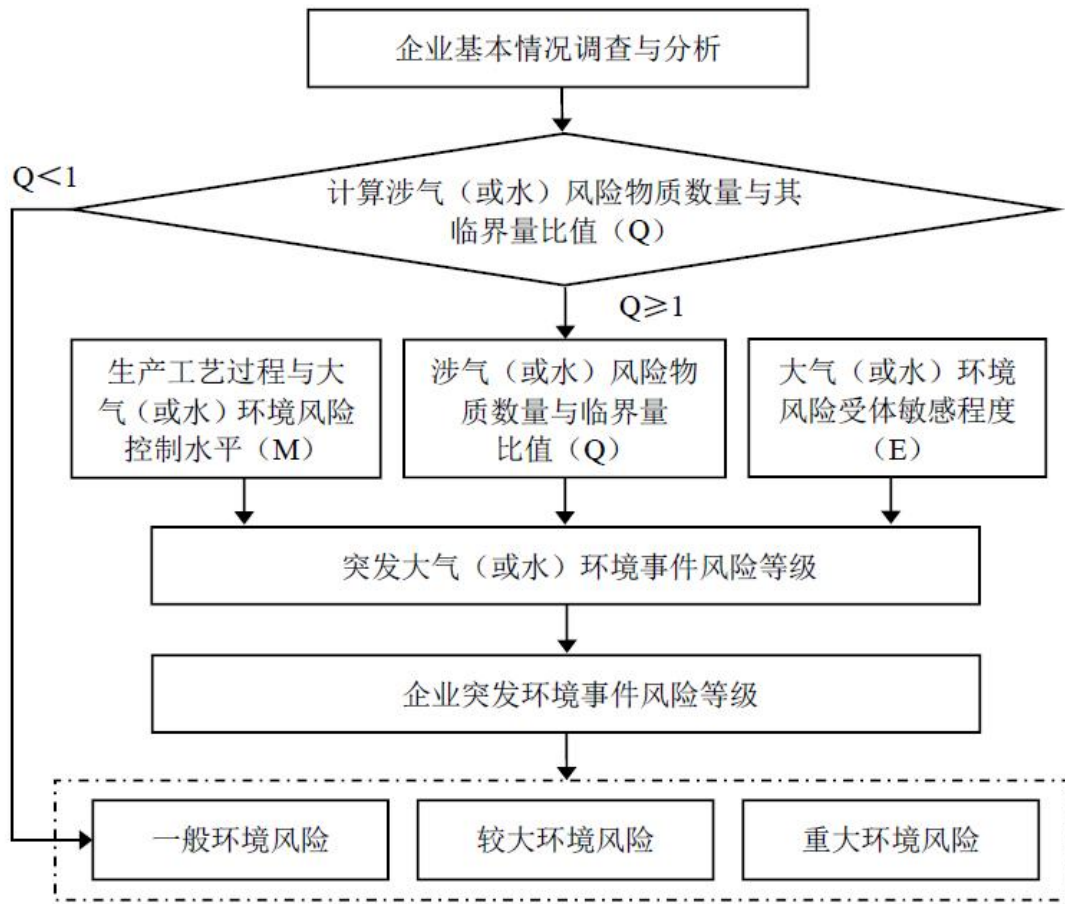 企业基本情况调查与分析
Q＜1
计算涉气（或水）风险物质数量与其
临界量比值（Q）
Q≥1
生产工艺过程与大
气（或水）环境风险
控制水平（M）
涉气（或水）风险物
质数量与临界量
比值（Q）
大气（或水）环境
风险受体敏感程度
（E）
突发大气（或水）环境事件风险等级
企业突发环境事件风险等级
一般环境风险
较大环境风险
重大环境风险